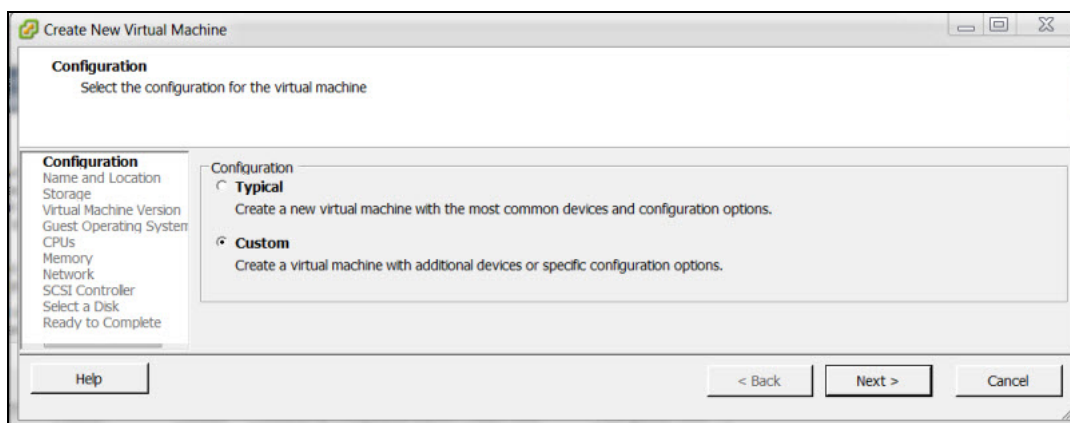 Create New Virtual Machine
Configuration
Select the configuration for the virtual machine
Configuration
Name and Location
Storage
Virtual Machine Version
Guest Operating System
CPUs
Memory
Network
SCSI Controller
Select a Disk
Ready to Complete
Configuration
Typical
Create a new virtual machine with the most common devices and configuration options.
Custom
Create a virtual machine with additional devices or specific configuration options.
Help
< Back
Next >
Cancel